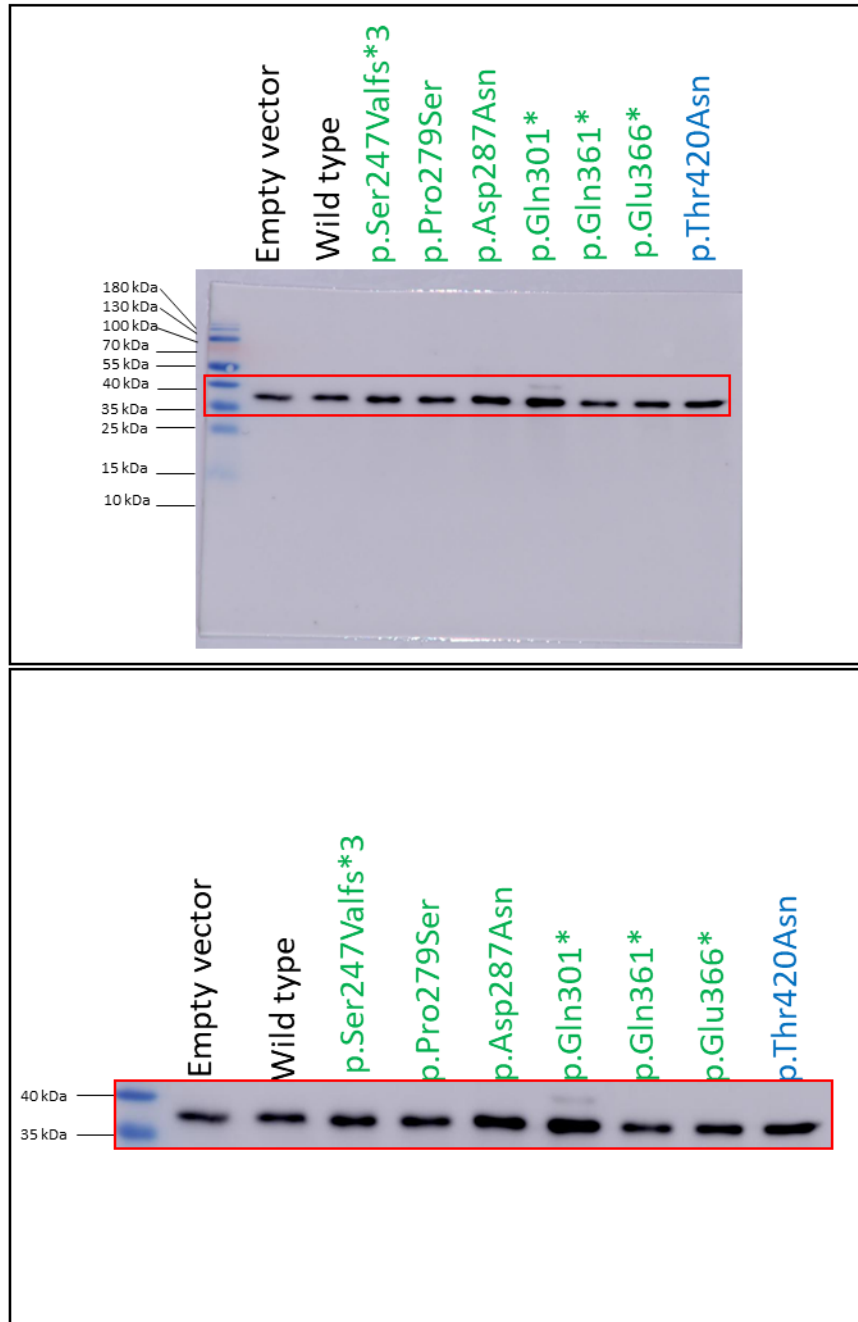 Empty vector
Wild type
p.Ser247Valfs*3
p.Pro279Ser
p.Asp287Asn
p.Gln301*
p.Gln361*
p.Glu366*
p.Thr420Asn
180 kDa
130 kDa
100 kDa
70 kDa
55 kDa
40 kDa
35 kDa
25 kDa
15 kDa
10 kDa
Empty vector
Wild type
p.Ser247Valfs*3
p.Pro279Ser
p.Asp287Asn
p.Gln301*
p.Gln361*
p.Glu366*
p.Thr420Asn
40 kDa
35 kDa